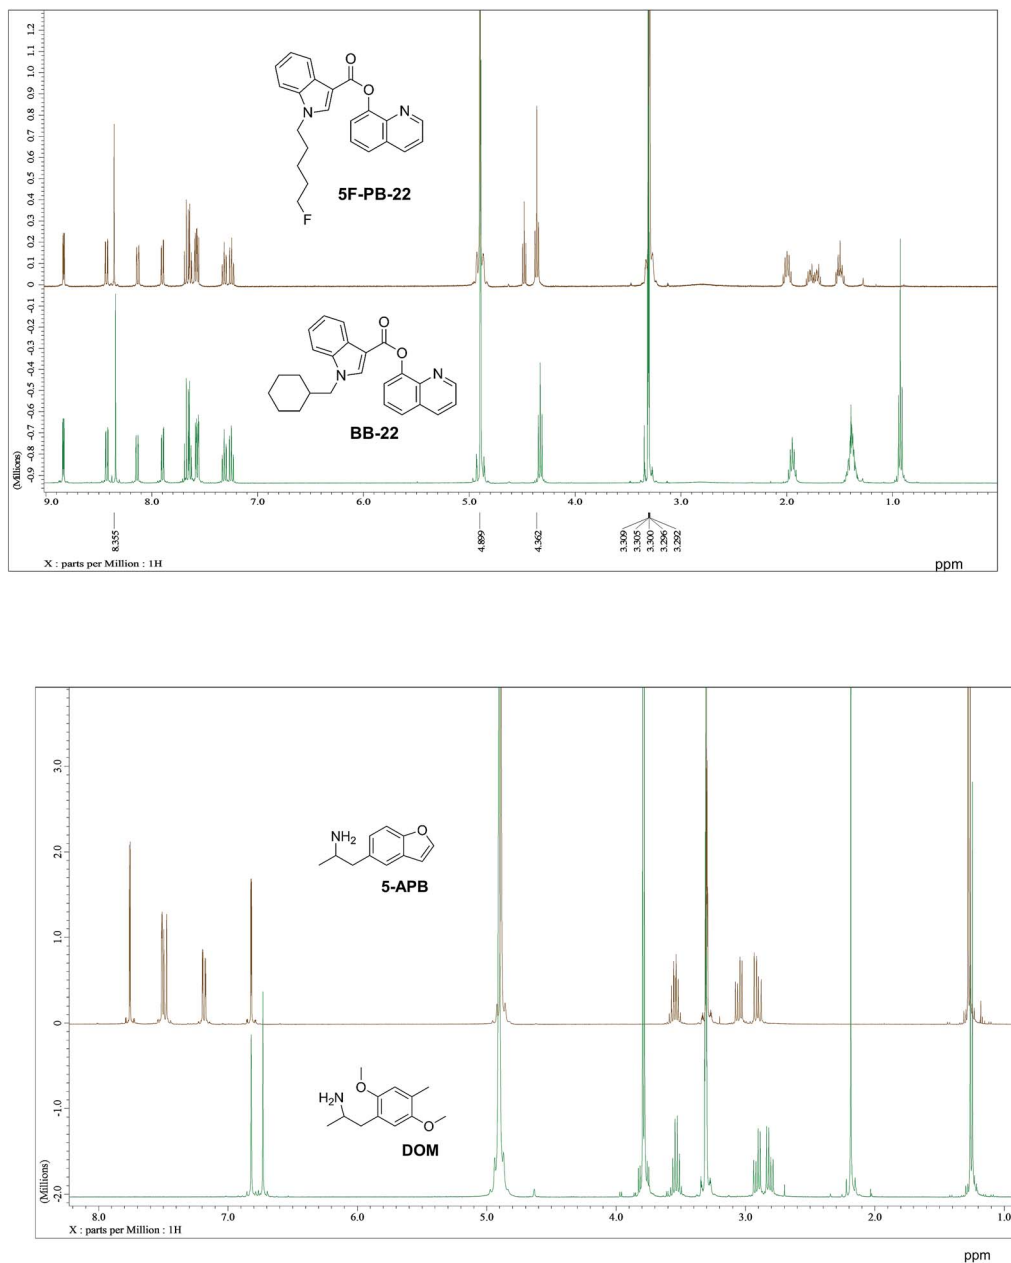 1.2
1.1
1.0
0.9
0.8
0.7
0.6
0.5
0.4
0.3
0.2
0.1
0
-0.1
-0.2
-0.3
-0.4
-0.5
-0.6
-0.7
-0.8
-0.9
(Millions)
O
O
N
N
F
5F-PB-22
O
O
N
N
BB-22
9.0 8.0 7.0 6.0 5.0 4.0 3.0 2.0 1.0
8.355 4.899 4.362 3.309 3.305 3.300 3.296 3.292
X : parts per Million : 1H
ppm
3.0
2.0
1.0
0
-1.0
-2.0
(Millions)
NH2
O
5-APB
H2N
O
O
DOM
8.0 7.0 6.0 5.0 4.0 3.0 2.0 1.0
X : parts per Million : 1H
ppm